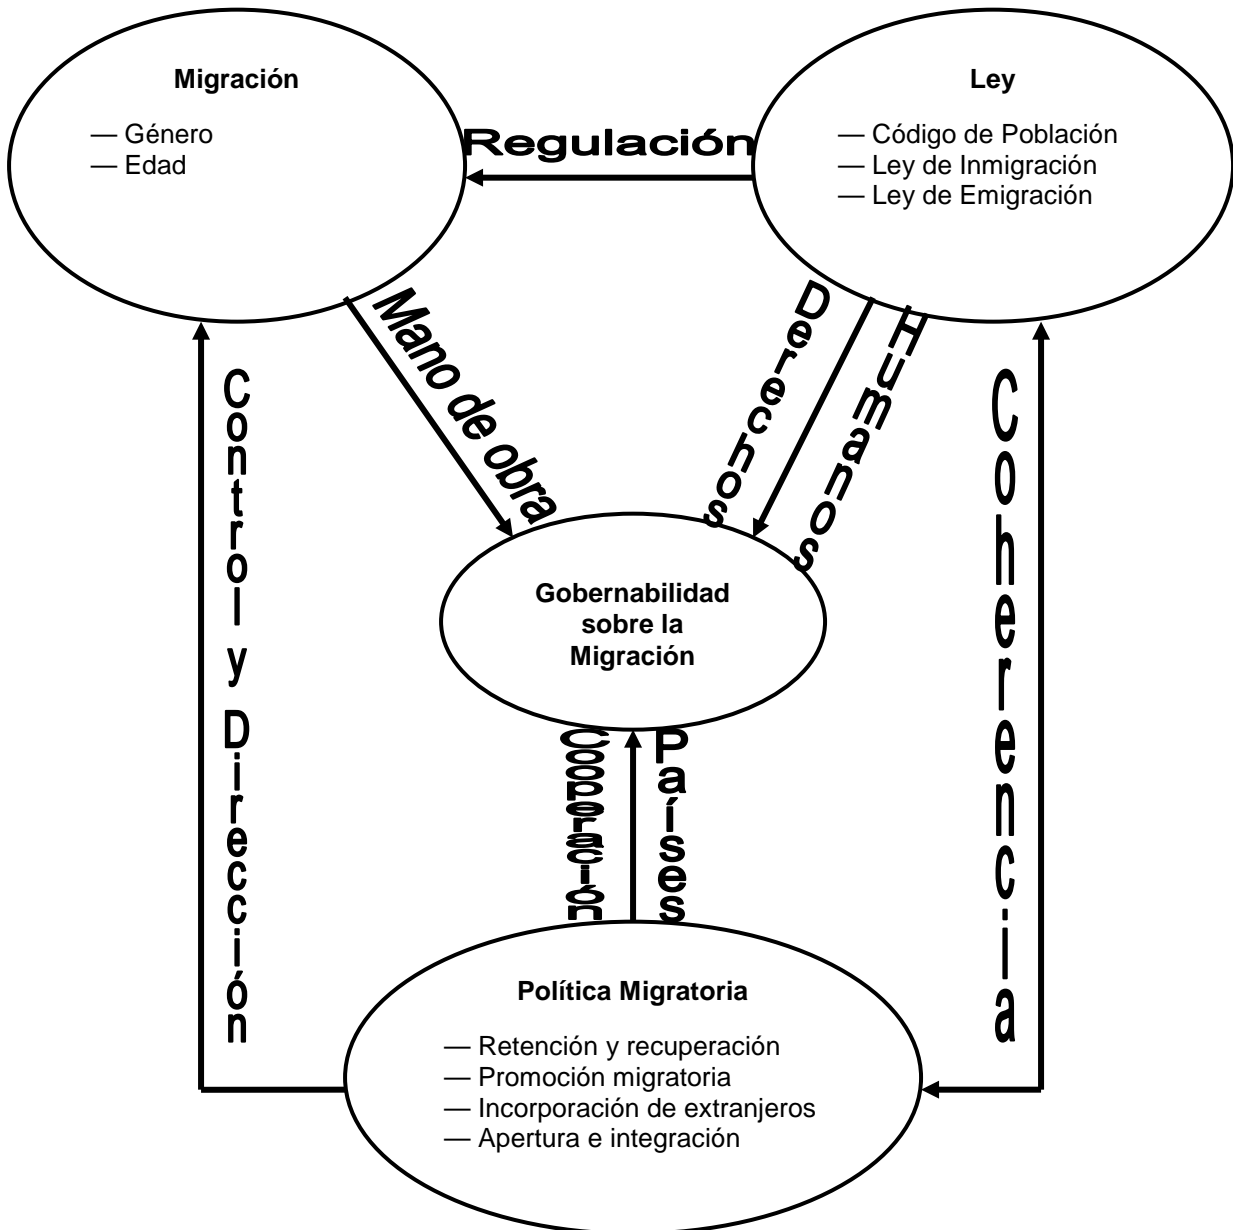 Migración
— Género
— Edad
Regulación
Ley
— Código de Población
— Ley de Inmigración
— Ley de Emigración
Mano de obra
Derechos
Humanos
Control y Dirección
Coherencia
Gobernabilidad
sobre la
Migración
Cooperación
Países
Política Migratoria
— Retención y recuperación
— Promoción migratoria
— Incorporación de extranjeros
— Apertura e integración